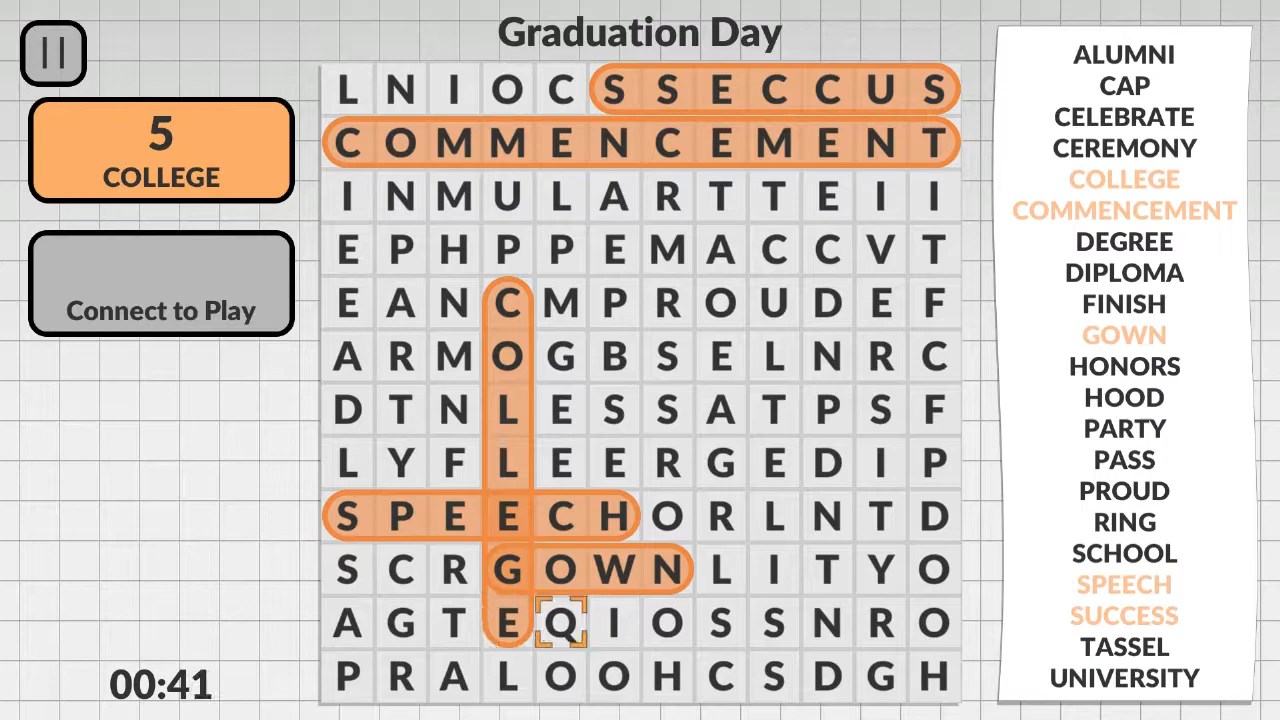 Graduation Day
5
COLLEGE
Connect to Play
00:41
L N I O C S S E C C U S
C O M M E N C E M E N T
I N M U L A R T T E I I
E P H P P E M A C C V T
E A N C M P R O U D E F
A R M O G B S E L N R C
D T N L E S S A T P S F
L Y F L E E R G E D I P
S P E E C H O R L N T D
S C R G O W N L I T Y O
A G T E Q I O S S N R O
P R A L O O H C S D G H
ALUMNI
CAP
CELEBRATE
CEREMONY
COLLEGE
COMMENCEMENT
DEGREE
DIPLOMA
FINISH
GOWN
HONORS
HOOD
PARTY
PASS
PROUD
RING
SCHOOL
SPEECH
SUCCESS
TASSEL
UNIVERSITY